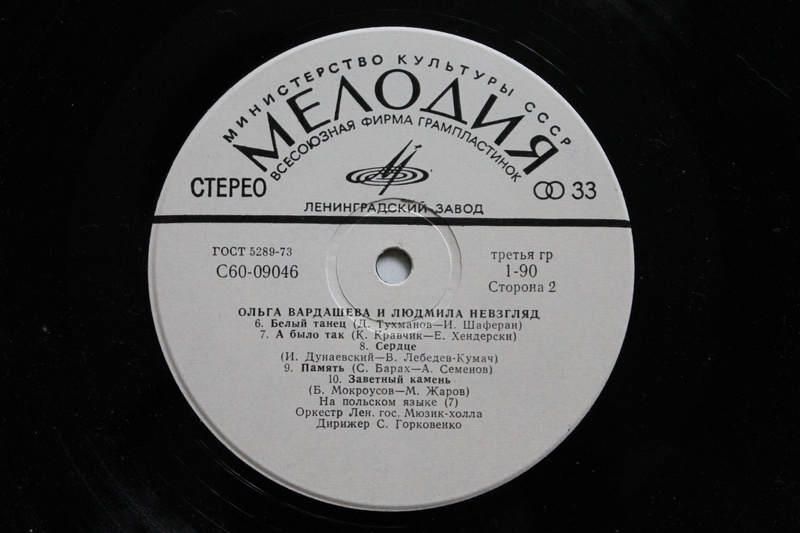 МИНИСТЕРСТВО КУЛЬТУРЫ СССР
МЕЛОДИЯ
ВСЕСОЮЗНАЯ ФИРМА ГРАМПЛАСТИНОК
СТЕРЕО
33
ЛЕНИНГРАДСКИЙ ЗАВОД
ГОСТ 5289-73
третья гр
С60-09046
1-90
Сторона 2
ОЛЬГА ВАРДАШЕВА И ЛЮДМИЛА НЕВЗГЛЯД
6. Белый танец (Д. Тухманов—И. Шаферан)
7. А было так (К. Кравчик—Е. Хендерски)
8. Сердце
(И. Дунаевский—В. Лебедев-Кумач)
9. Память (С. Барах—А. Семенов)
10. Заветный камень
(Б. Мокроусов—М. Жаров)
На польском языке (7)
Оркестр Лен. гос. Мюзик-холла
Дирижер С. Горковенко